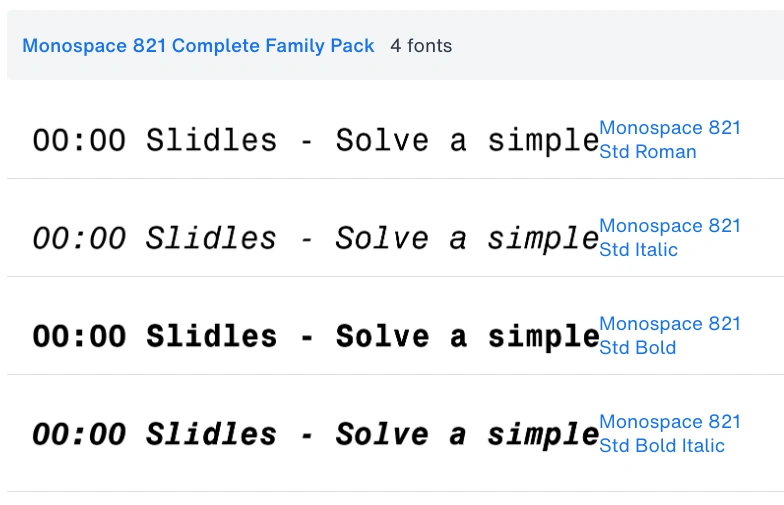 Monospace 821 Complete Family Pack 4 fonts
00:00 Slidles - Solve a simple
Monospace 821
Std Roman
00:00 Slidles - Solve a simple
Monospace 821
Std Italic
00:00 Slidles - Solve a simple
Monospace 821
Std Bold
00:00 Slidles - Solve a simple
Monospace 821
Std Bold Italic